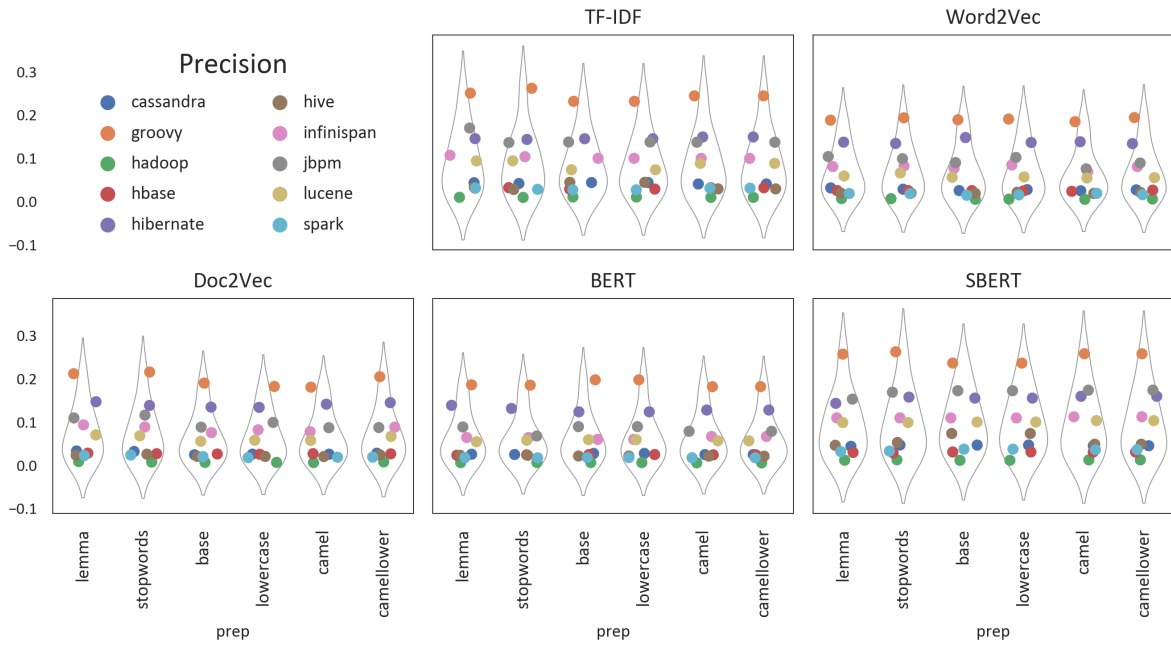 TF-IDF
Word2Vec
Precision
cassandra
groovy
hadoop
hbase
hibernate
hive
infinispan
jbpm
lucene
spark
0.3
0.2
0.1
0.0
−0.1
Doc2Vec
BERT
SBERT
0.3
0.2
0.1
0.0
−0.1
lemma
stopwords
base
lowercase
camel
camellower
lemma
stopwords
base
lowercase
camel
camellower
lemma
stopwords
base
lowercase
camel
camellower
prep
prep
prep